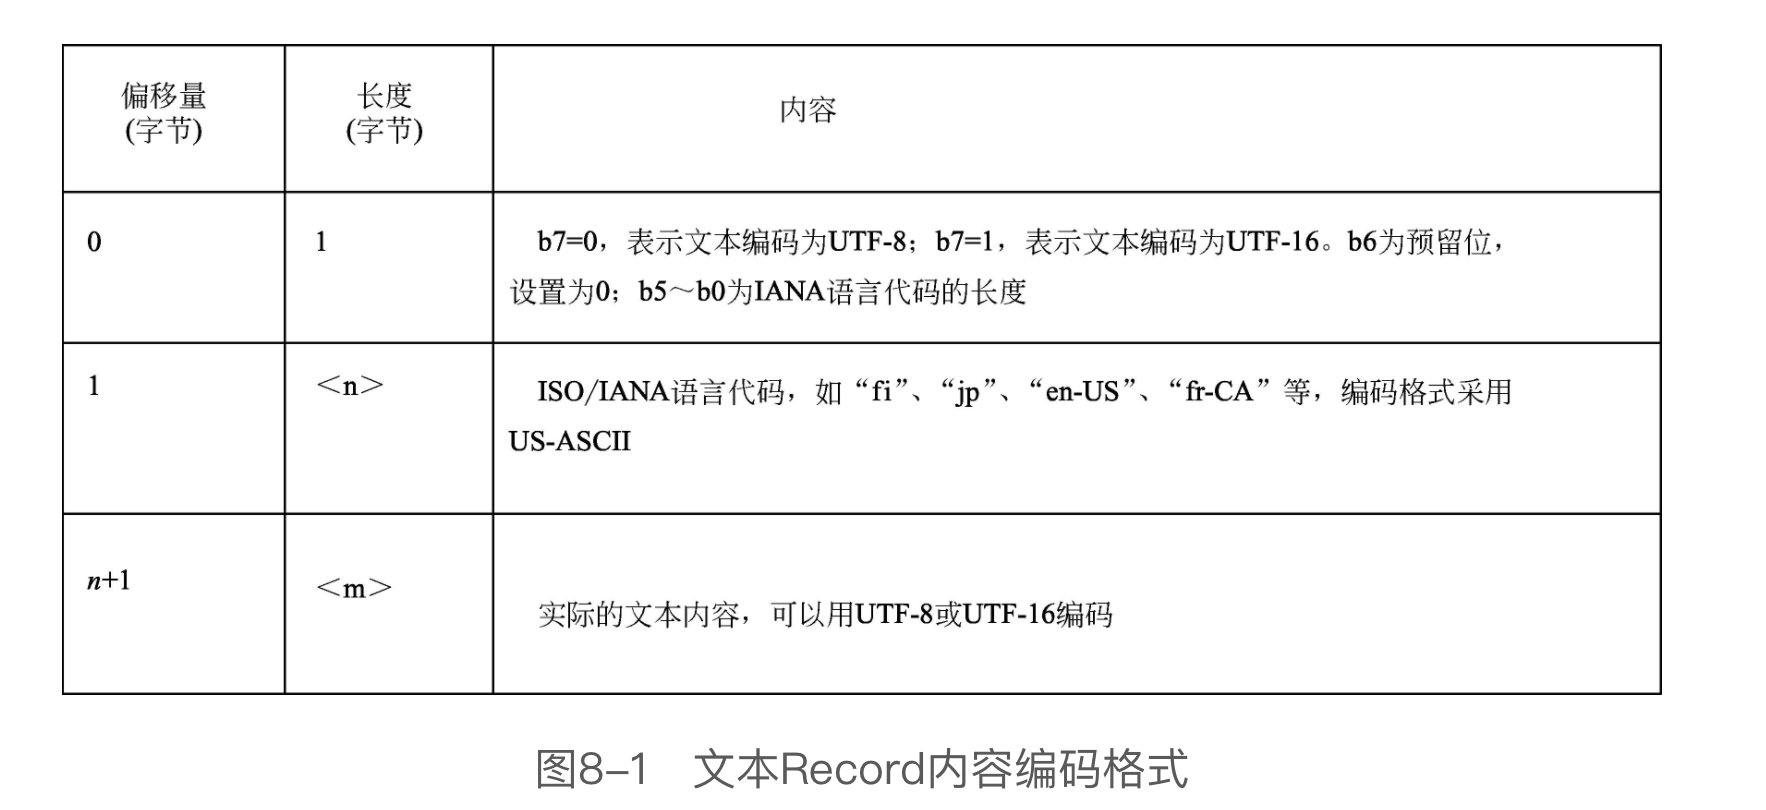 偏移量
(字节)
长度
(字节)
内容
0
1
b7=0，表示文本编码为UTF-8；b7=1，表示文本编码为UTF-16。b6为预留位，
设置为0；b5～b0为IANA语言代码的长度
1
＜n＞
ISO/IANA语言代码，如“fi”、“jp”、“en-US”、“fr-CA”等，编码格式采用
US-ASCII
n+1
＜m＞
实际的文本内容，可以用UTF-8或UTF-16编码
图8-1　文本Record内容编码格式